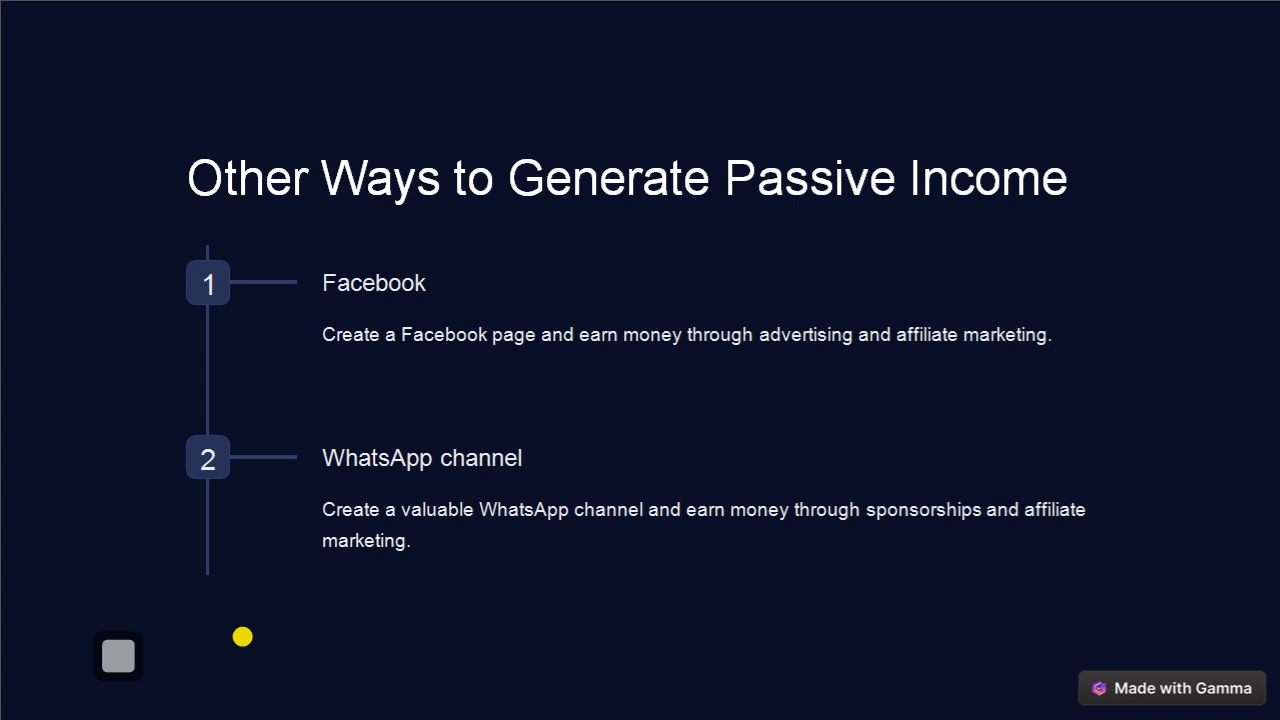 Other Ways to Generate Passive Income
1
Facebook
Create a Facebook page and earn money through advertising and affiliate marketing.
2
WhatsApp channel
Create a valuable WhatsApp channel and earn money through sponsorships and affiliate
marketing.
Made with Gamma